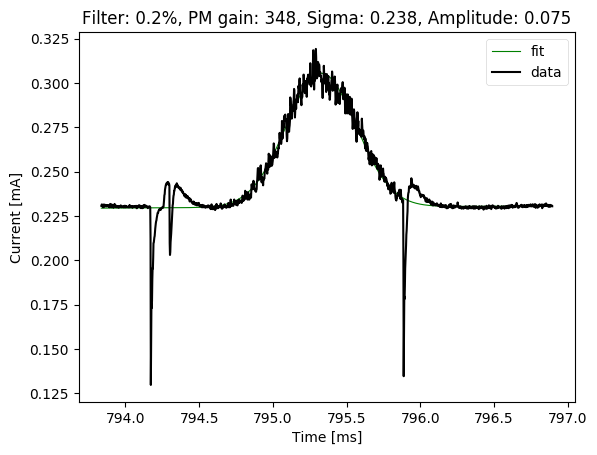 Filter: 0.2%, PM gain: 348, Sigma: 0.238, Amplitude: 0.075
fit
data
0.325
0.300
0.275
0.250
0.225
0.200
0.175
0.150
0.125
Current [mA]
794.0 794.5 795.0 795.5 796.0 796.5 797.0
Time [ms]